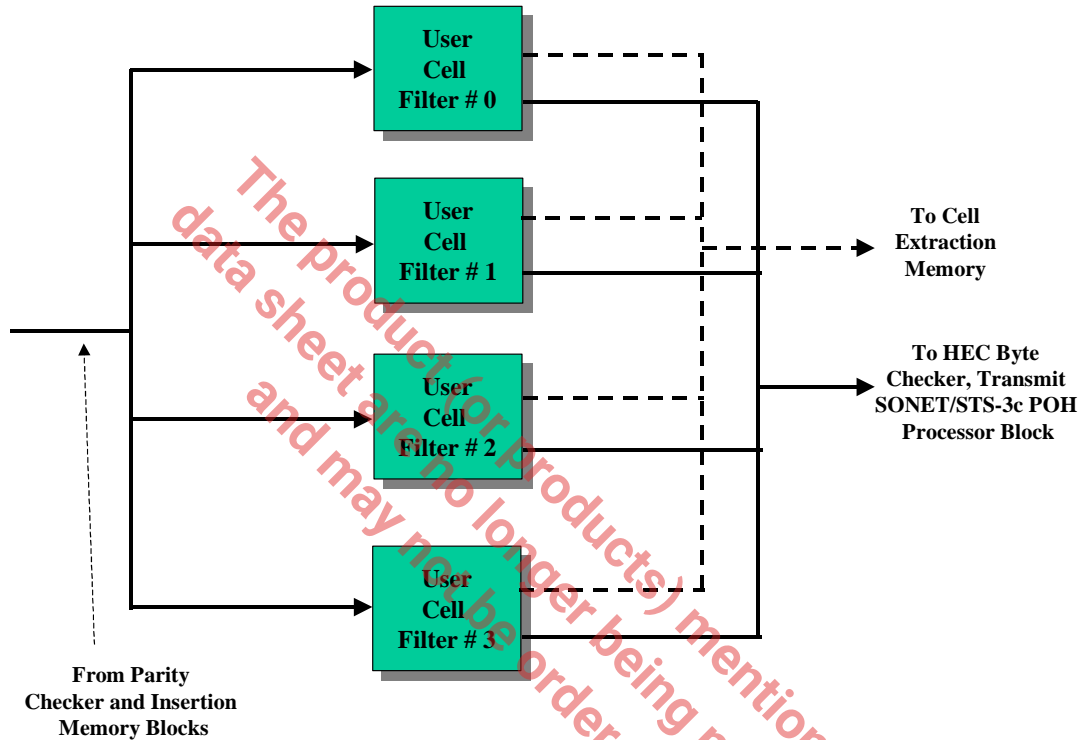 User
Cell
Filter # 0
User
Cell
Filter # 1
User
Cell
Filter # 2
User
Cell
Filter # 3
To Cell
Extraction
Memory
To HEC Byte
Checker, Transmit
SONET/STS-3c POH
Processor Block
From Parity
Checker and Insertion
Memory Blocks
The product (or products) mention
data sheet are no longer being
and may not be order